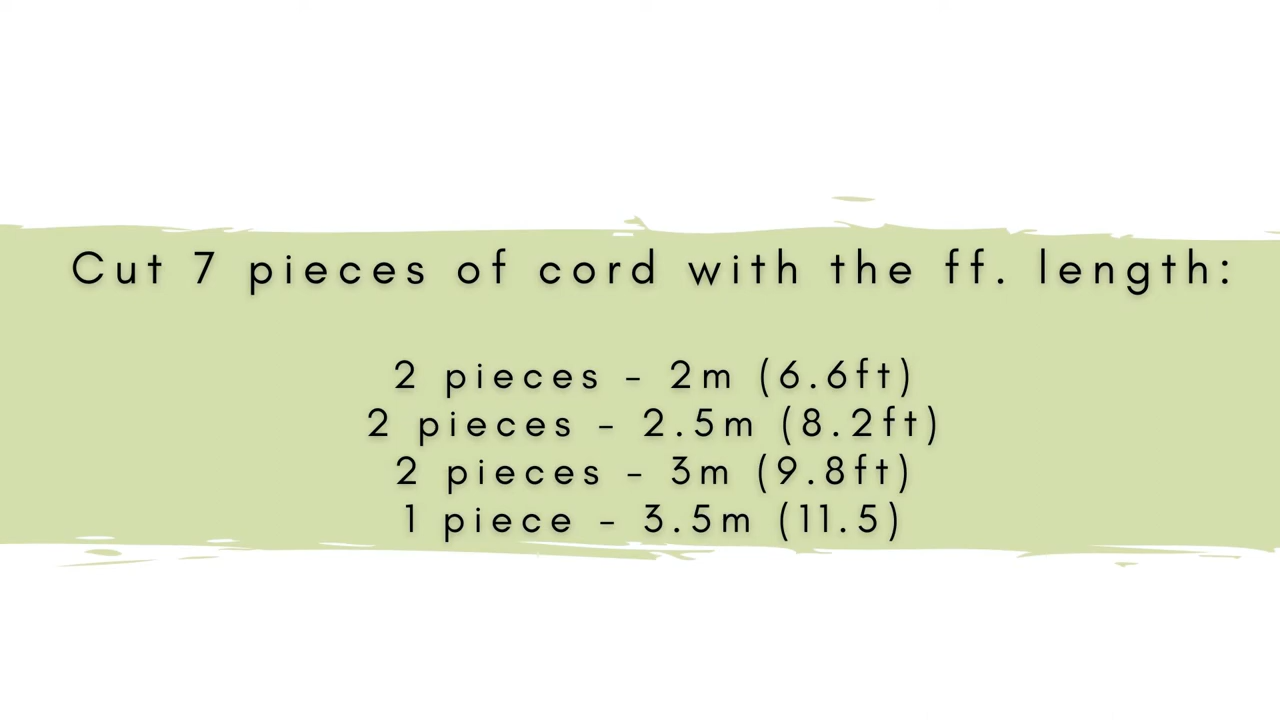 Cut 7 pieces of cord with the ff. length:
2 pieces - 2m (6.6ft)
2 pieces - 2.5m (8.2ft)
2 pieces - 3m (9.8ft)
1 piece - 3.5m (11.5)